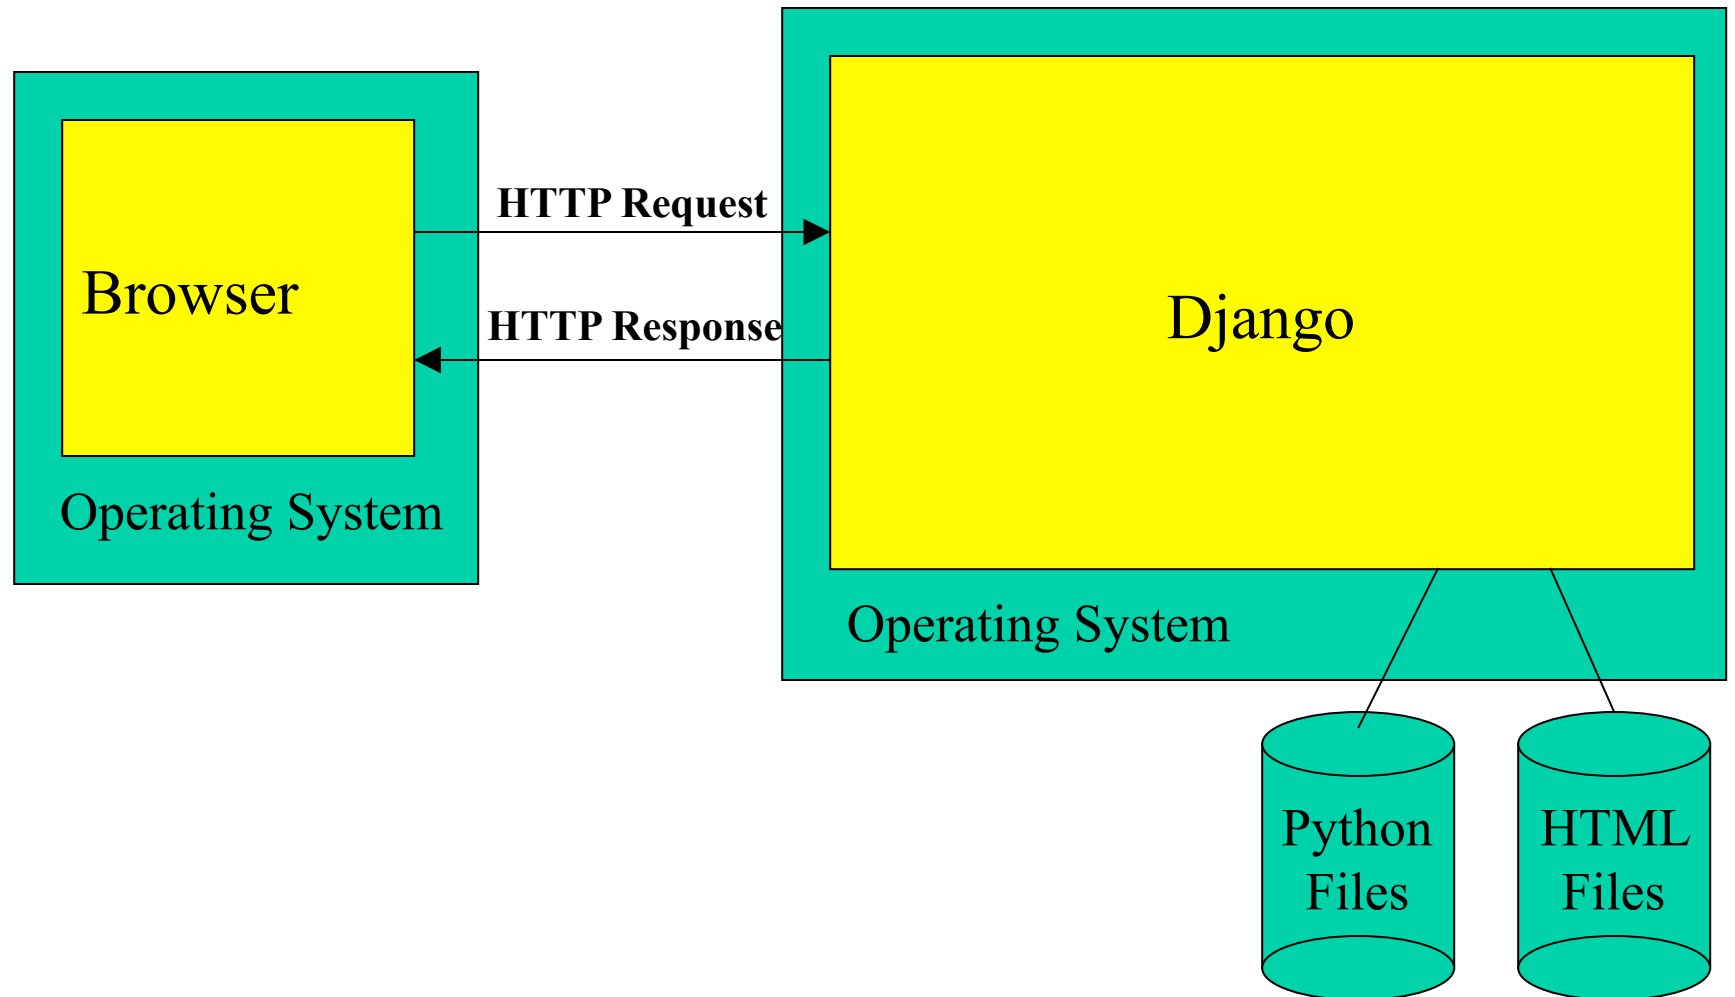 HTTP Request
Browser
HTTP Response
Operating System
Django
Operating System
Python
Files
HTML
Files